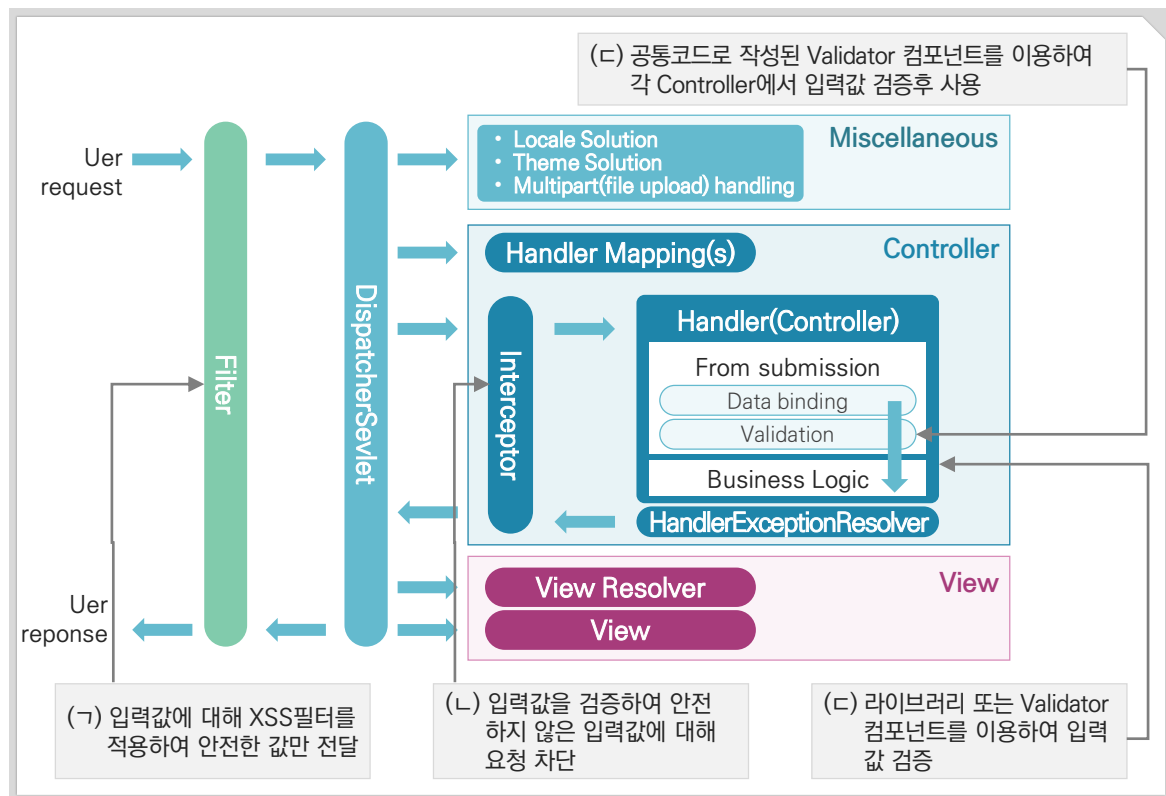 (ㄷ) 공통코드로 작성된 Validator 컴포넌트를 이용하여
각 Controller에서 입력값 검증후 사용
Uer
request
Filter
DispatcherSevlet
• Locale Solution
• Theme Solution
• Multipart(file upload) handling
Miscellaneous
Handler Mapping(s)
Controller
Interceptor
Handler(Controller)
From submission
Data binding
Validation
Business Logic
HandlerExceptionResolver
View Resolver
View
View
Uer
reponse
(ㄱ) 입력값에 대해 XSS필터를
적용하여 안전한 값만 전달
(ㄴ) 입력값을 검증하여 안전
하지 않은 입력값에 대해
요청 차단
(ㄷ) 라이브러리 또는 Validator
컴포넌트를 이용하여 입력
값 검증